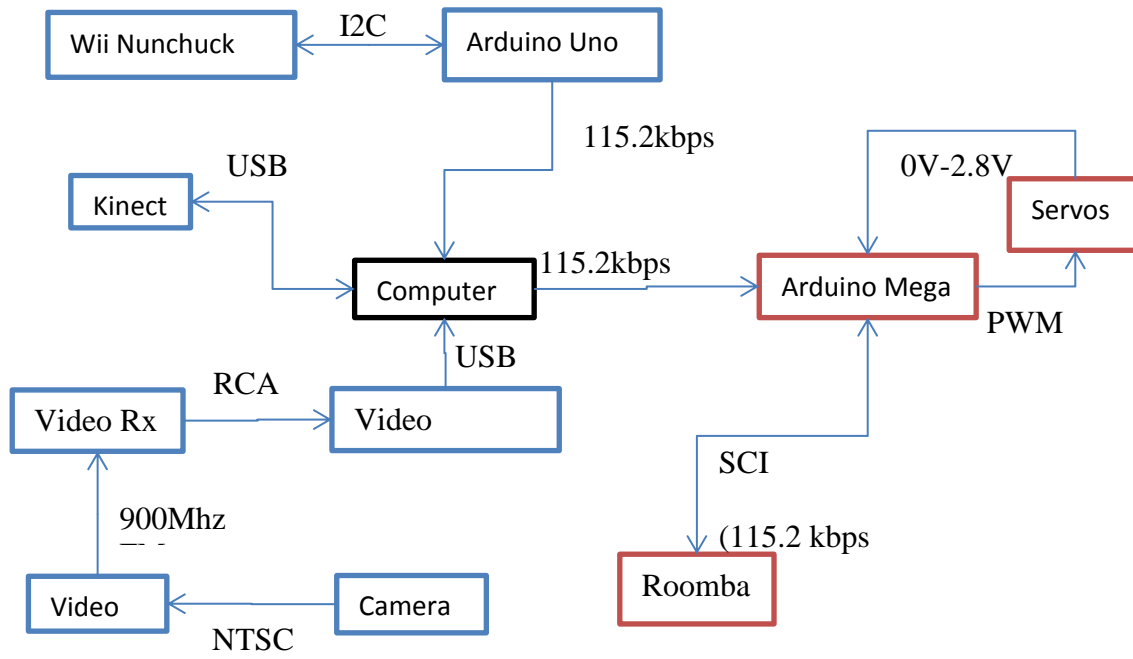 Wii Nunchuck
I2C
Arduino Uno
115.2kbps
USB
Kinect
0V-2.8V
Servos
Computer
115.2kbps
Arduino Mega
PWM
USB
RCA
Video Rx
Video
SCI
900Mhz
(115.2 kbps
Roomba
Video
Camera
NTSC